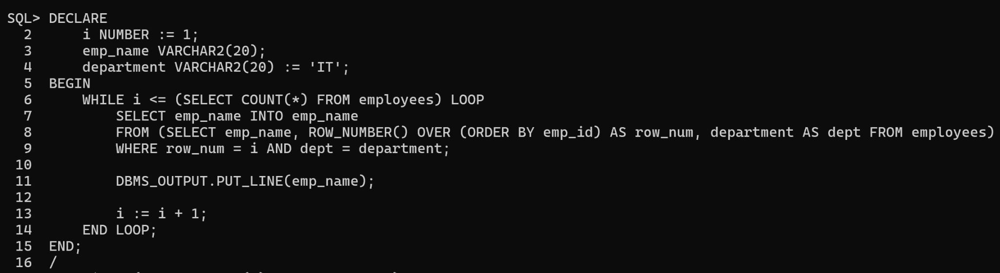 SQL> DECLARE
  2      i NUMBER := 1;
  3      emp_name VARCHAR2(20);
  4      department VARCHAR2(20) := 'IT';
  5  BEGIN
  6      WHILE i <= (SELECT COUNT(*) FROM employees) LOOP
  7          SELECT emp_name INTO emp_name
  8          FROM (SELECT emp_name, ROW_NUMBER() OVER (ORDER BY emp_id) AS row_num, department AS dept FROM employees)
  9          WHERE row_num = i AND dept = department;
 10
 11          DBMS_OUTPUT.PUT_LINE(emp_name);
 12
 13          i := i + 1;
 14      END LOOP;
 15  END;
 16  /